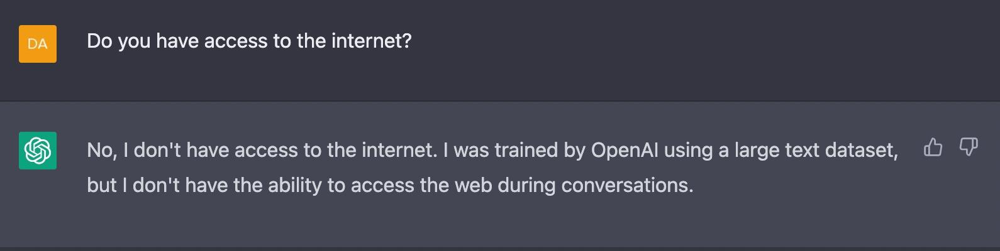 DA
Do you have access to the internet?
No, I don't have access to the internet. I was trained by OpenAI using a large text dataset,
but I don't have the ability to access the web during conversations.